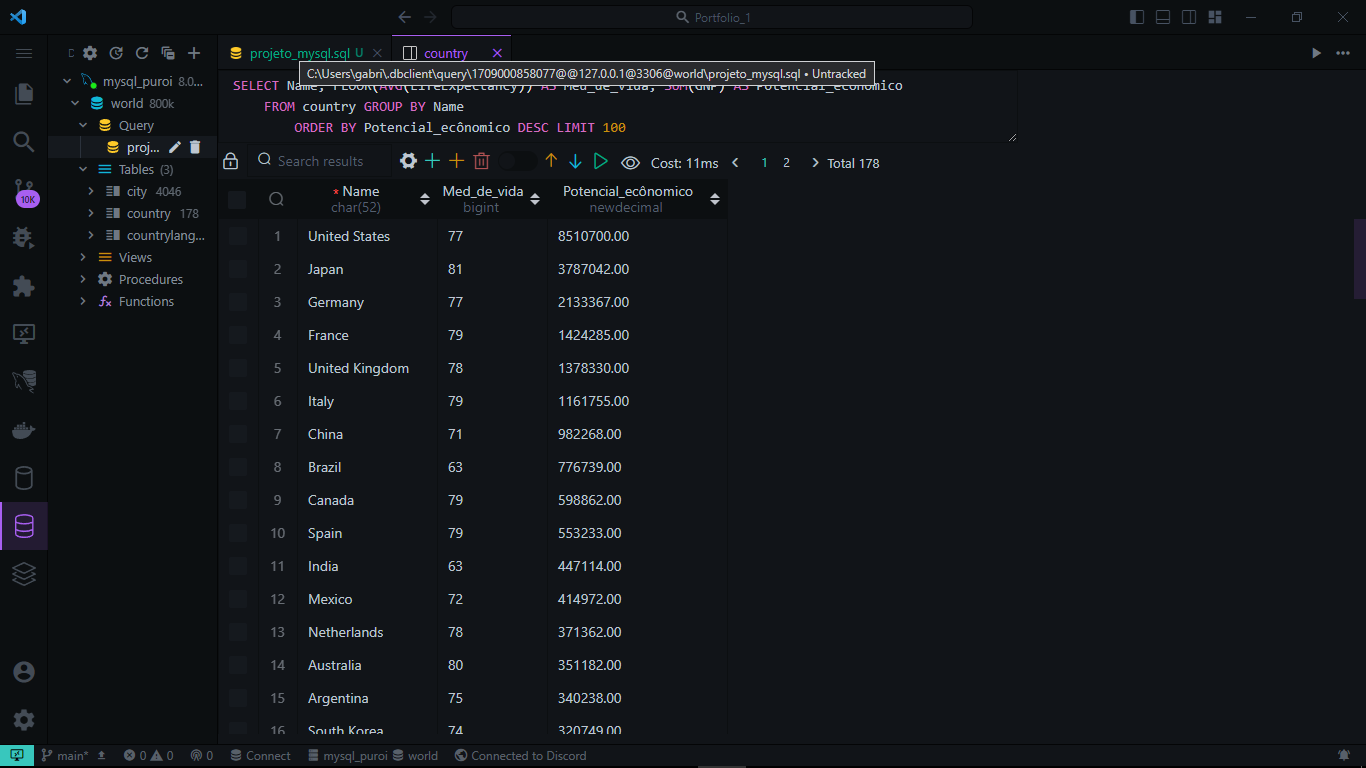 Portfolio_1
mysql_puroi 8.0...
world 800k
Query
proj...
Tables (3)
city 4046
country 178
countrylang...
Views
Procedures
Functions
10K
projeto_mysql.sql U
country
C:\Users\gabri\.dbclient\query\1709000858077@@127.0.0.1@3306@world\projeto_mysql.sql • Untracked
SELECT Name, FLOOR(AVG(LifeExpectancy)) AS Med_de_vida, SUM(GNP) AS Potencial_ecônomico
FROM country GROUP BY Name
ORDER BY Potencial_ecônomico DESC LIMIT 100
Search results
Cost: 11ms
1 2
Total 178
* Name Med_de_vida Potencial_ecônomico
char(52) bigint newdecimal
1 United States 77 8510700.00
2 Japan 81 3787042.00
3 Germany 77 2133367.00
4 France 79 1424285.00
5 United Kingdom 78 1378330.00
6 Italy 79 1161755.00
7 China 71 982268.00
8 Brazil 63 776739.00
9 Canada 79 598862.00
10 Spain 79 553233.00
11 India 63 447114.00
12 Mexico 72 414972.00
13 Netherlands 78 371362.00
14 Australia 80 351182.00
15 Argentina 75 340238.00
16 South Korea 74 320749.00
main* 0 0 0 Connect mysql_puroi world Connected to Discord